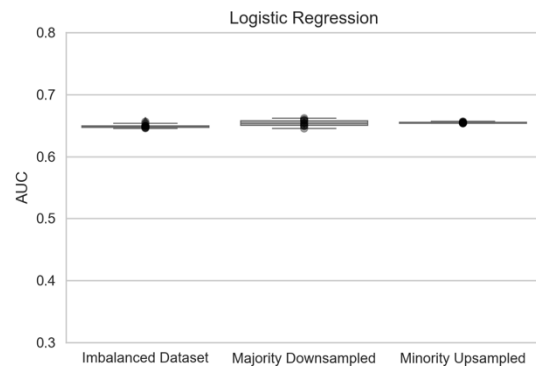 Logistic Regression
0.8
0.7
0.6
0.5
0.4
0.3
AUC
Imbalanced Dataset
Majority Downsampled
Minority Upsampled